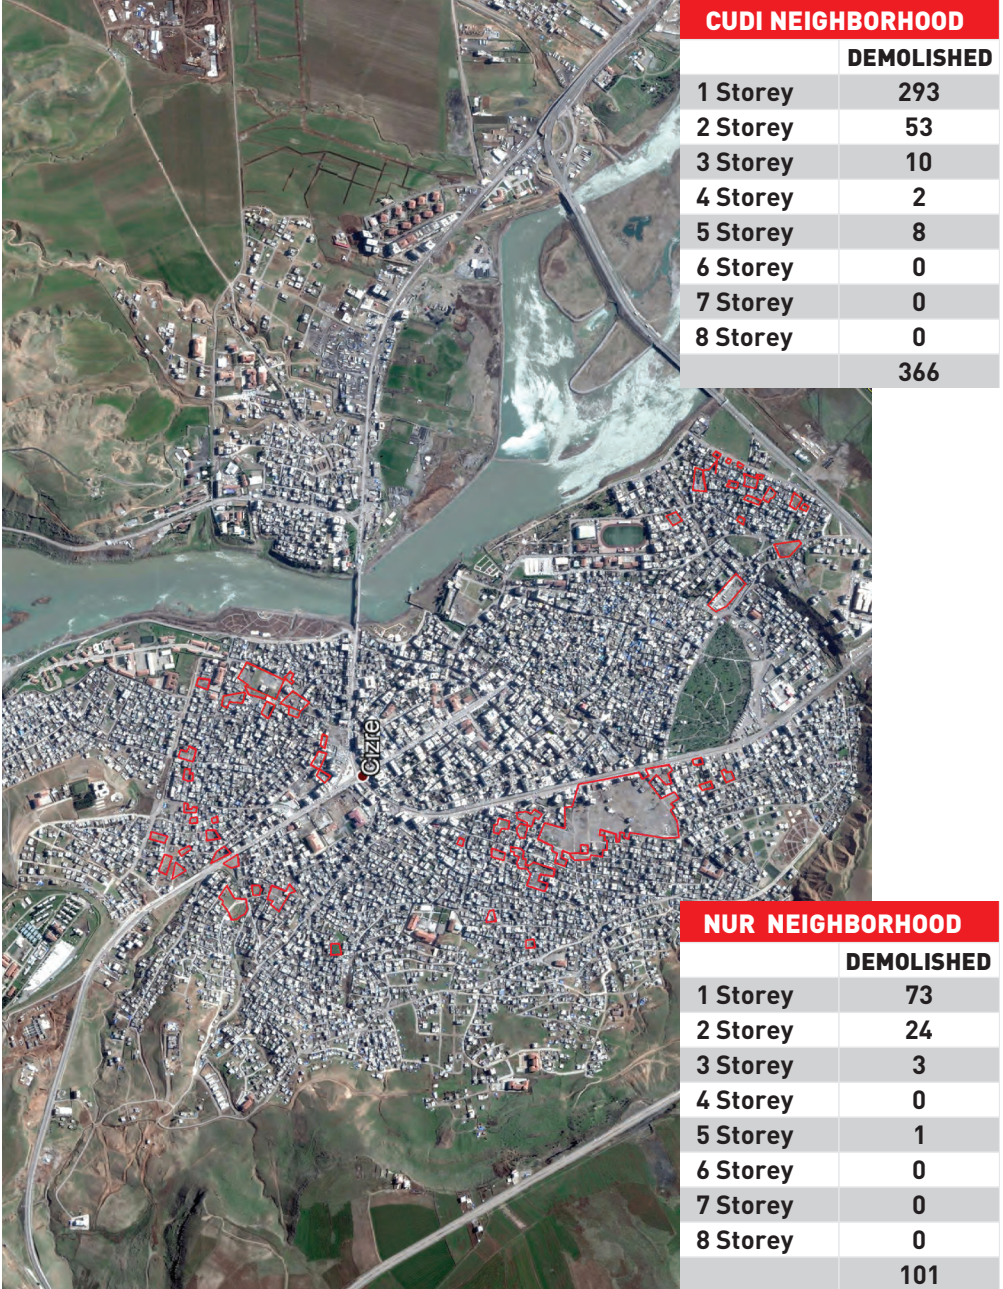 CUDI NEIGHBORHOOD
DEMOLISHED
1 Storey 293
2 Storey 53
3 Storey 10
4 Storey 2
5 Storey 8
6 Storey 0
7 Storey 0
8 Storey 0
366
Cizre
NUR NEIGHBORHOOD
DEMOLISHED
1 Storey 73
2 Storey 24
3 Storey 3
4 Storey 0
5 Storey 1
6 Storey 0
7 Storey 0
8 Storey 0
101